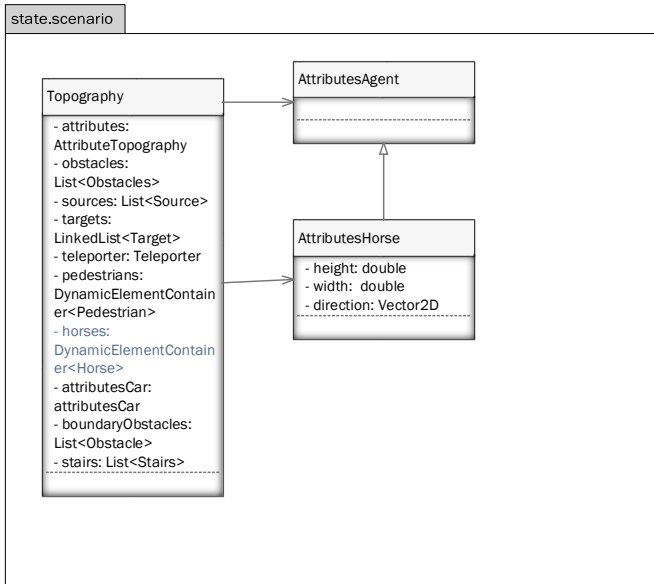 state.scenario
Topography
- attributes:
AttributeTopography
- obstacles:
List<Obstacles>
- sources: List<Source>
- targets:
LinkedList<Target>
- teleporter: Teleporter
- pedestrians:
DynamicElementContain
er<Pedestrian>
- horses:
DynamicElementContain
er<Horse>
- attributesCar:
attributesCar
- boundaryObstacles:
List<Obstacle>
- stairs: List<Stairs>
AttributesAgent
AttributesHorse
- height: double
- width:  double
- direction: Vector2D